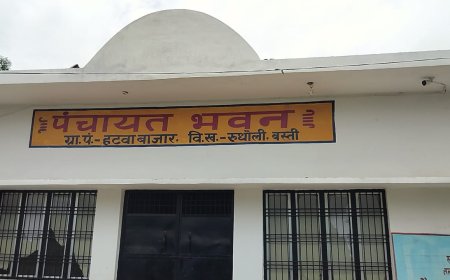 पंचायत भवन
ग्रा.पं.- हटवा बाजार. वि.ख.- रुधौली. बस्ती